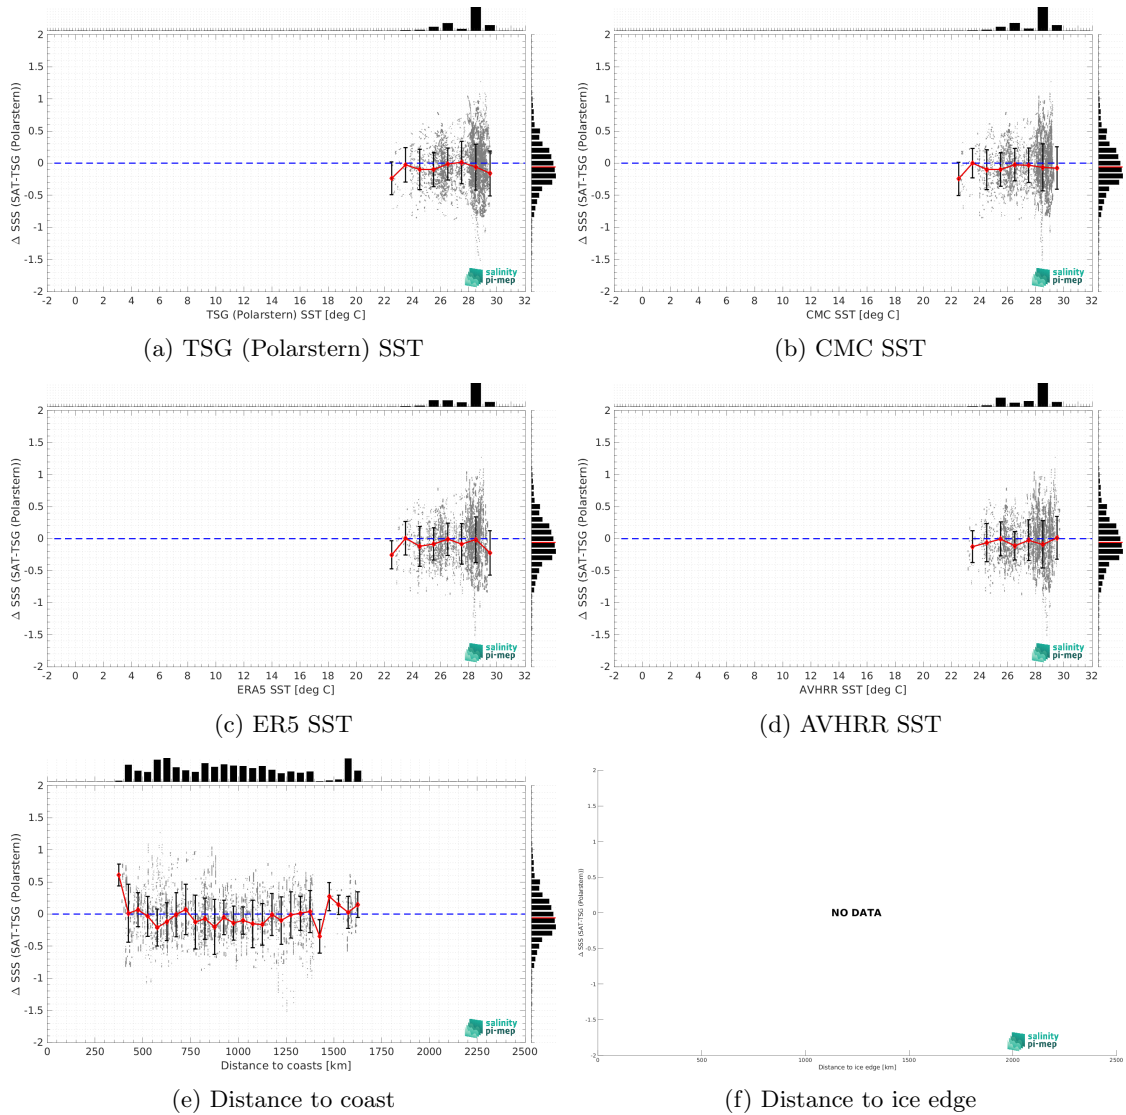 2
1.5
1
0.5
0
-0.5
-1
-1.5
-2
Δ SSS (SAT-TSG (Polarstern))
salinity
pi-mep
-2 0 2 4 6 8 10 12 14 16 18 20 22 24 26 28 30 32
TSG (Polarstern) SST [deg C]
(a) TSG (Polarstern) SST
2
1.5
1
0.5
0
-0.5
-1
-1.5
-2
Δ SSS (SAT-TSG (Polarstern))
salinity
pi-mep
-2 0 2 4 6 8 10 12 14 16 18 20 22 24 26 28 30 32
CMC SST [deg C]
(b) CMC SST
2
1.5
1
0.5
0
-0.5
-1
-1.5
-2
Δ SSS (SAT-TSG (Polarstern))
salinity
pi-mep
-2 0 2 4 6 8 10 12 14 16 18 20 22 24 26 28 30 32
ERA5 SST [deg C]
(c) ER5 SST
2
1.5
1
0.5
0
-0.5
-1
-1.5
-2
Δ SSS (SAT-TSG (Polarstern))
salinity
pi-mep
-2 0 2 4 6 8 10 12 14 16 18 20 22 24 26 28 30 32
AVHRR SST [deg C]
(d) AVHRR SST
2
1.5
1
0.5
0
-0.5
-1
-1.5
-2
Δ SSS (SAT-TSG (Polarstern))
salinity
pi-mep
0 250 500 750 1000 1250 1500 1750 2000 2250 2500
Distance to coasts [km]
(e) Distance to coast
2
1.5
1
0.5
0
-0.5
-1
-1.5
-2
Δ SSS (SAT-TSG (Polarstern))
NO DATA
salinity
pi-mep
0 500 1000 1500 2000 2500
Distance to ice edge [km]
(f) Distance to ice edge